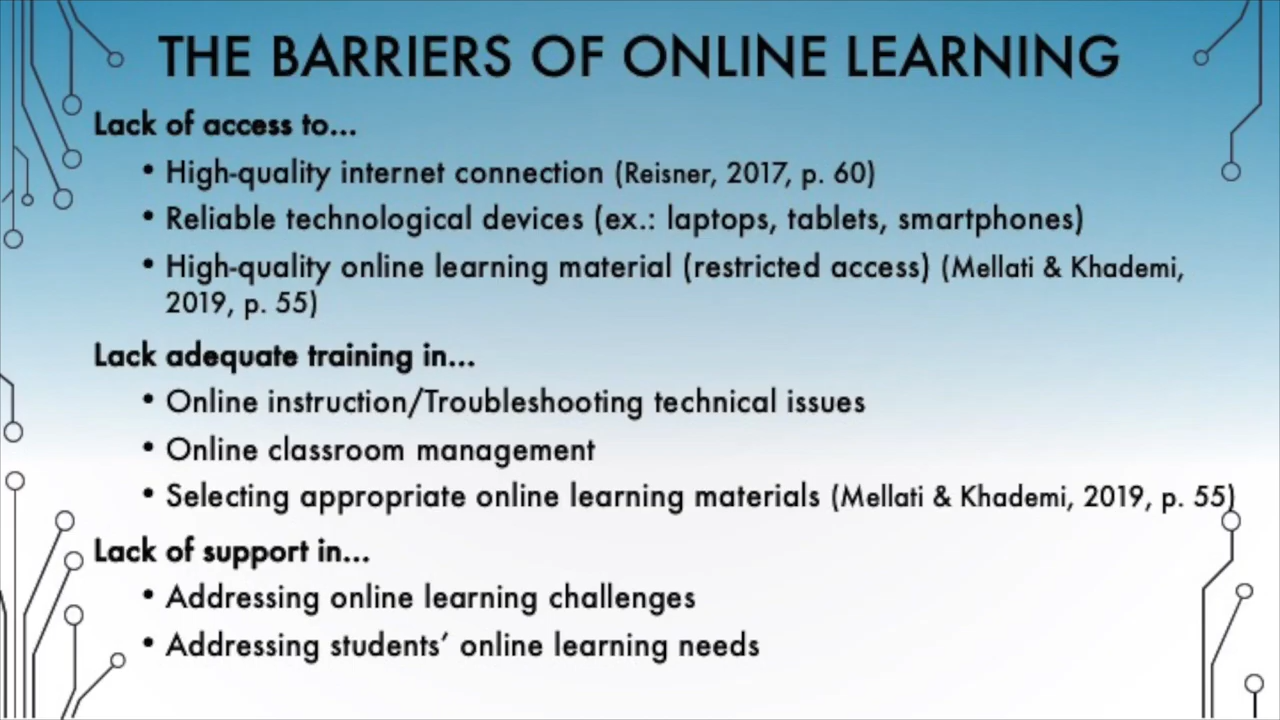 THE BARRIERS OF ONLINE LEARNING
Lack of access to...
• High-quality internet connection (Reisner, 2017, p. 60)
• Reliable technological devices (ex.: laptops, tablets, smartphones)
• High-quality online learning material (restricted access) (Mellati & Khademi,
2019, p. 55)
Lack adequate training in...
• Online instruction/Troubleshooting technical issues
• Online classroom management
• Selecting appropriate online learning materials (Mellati & Khademi, 2019, p. 55)
Lack of support in...
• Addressing online learning challenges
• Addressing students’ online learning needs